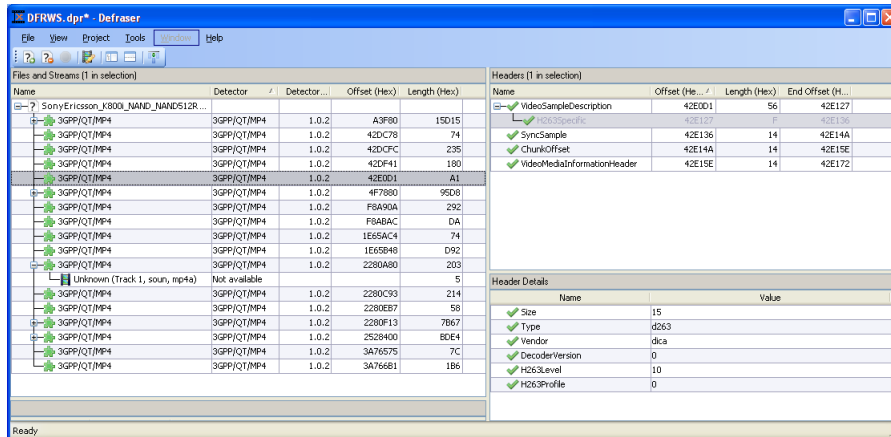 DFRWS.dpr* - Defraser
File View Project Tools Window Help
Files and Streams (1 in selection)
Name Detector Detector... Offset (Hex) Length (Hex)
SonyEricsson_K800i_NAND_NAND512R...
3GPP/QT/MP4 3GPP/QT/MP4 1.0.2 A3F80 15D15
3GPP/QT/MP4 3GPP/QT/MP4 1.0.2 42DC78 74
3GPP/QT/MP4 3GPP/QT/MP4 1.0.2 42DCFC 235
3GPP/QT/MP4 3GPP/QT/MP4 1.0.2 42DF41 180
3GPP/QT/MP4 3GPP/QT/MP4 1.0.2 42E0D1 A1
3GPP/QT/MP4 3GPP/QT/MP4 1.0.2 4F7880 95D8
3GPP/QT/MP4 3GPP/QT/MP4 1.0.2 F8A90A 292
3GPP/QT/MP4 3GPP/QT/MP4 1.0.2 F8ABAC DA
3GPP/QT/MP4 3GPP/QT/MP4 1.0.2 1E65AC4 74
3GPP/QT/MP4 3GPP/QT/MP4 1.0.2 1E65B48 D92
3GPP/QT/MP4 3GPP/QT/MP4 1.0.2 2280A80 203
Unknown (Track 1, soun, mp4a) Not available 5
3GPP/QT/MP4 3GPP/QT/MP4 1.0.2 2280C93 214
3GPP/QT/MP4 3GPP/QT/MP4 1.0.2 2280EB7 58
3GPP/QT/MP4 3GPP/QT/MP4 1.0.2 2280F13 7B67
3GPP/QT/MP4 3GPP/QT/MP4 1.0.2 2528400 BDE4
3GPP/QT/MP4 3GPP/QT/MP4 1.0.2 3A76575 7C
3GPP/QT/MP4 3GPP/QT/MP4 1.0.2 3A766B1 1B6
Headers (1 in selection)
Name Offset (He... Length (Hex) End Offset (H...
VideoSampleDescription 42E0D1 56 42E127
H263Specific 42E127 F 42E136
SyncSample 42E136 14 42E14A
ChunkOffset 42E14A 14 42E15E
VideoMediaInformationHeader 42E15E 14 42E172
Header Details
Name Value
Size 15
Type d263
Vendor dica
DecoderVersion 0
H263Level 10
H263Profile 0
Ready